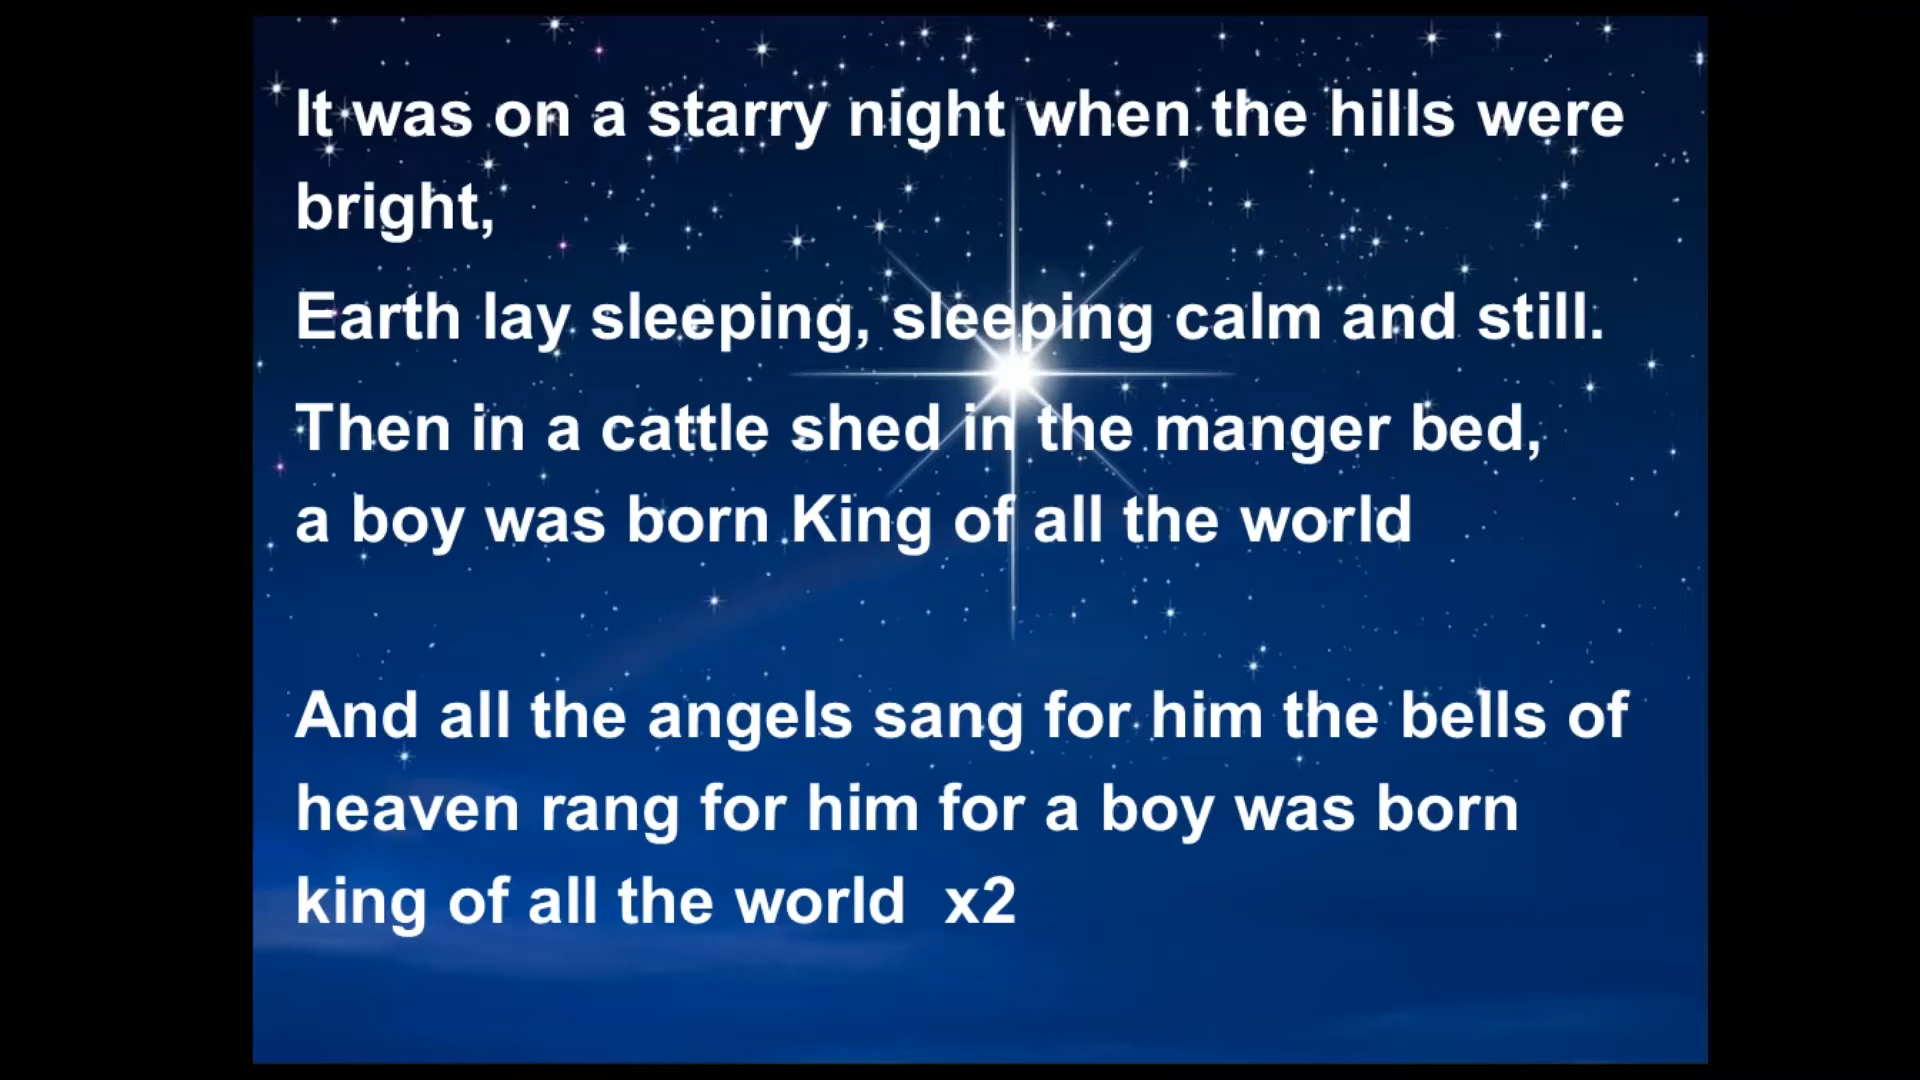 It was on a starry night when the hills were
bright,
Earth lay sleeping, sleeping calm and still.
Then in a cattle shed in the manger bed,
a boy was born King of all the world
And all the angels sang for him the bells of
heaven rang for him for a boy was born
king of all the world  x2